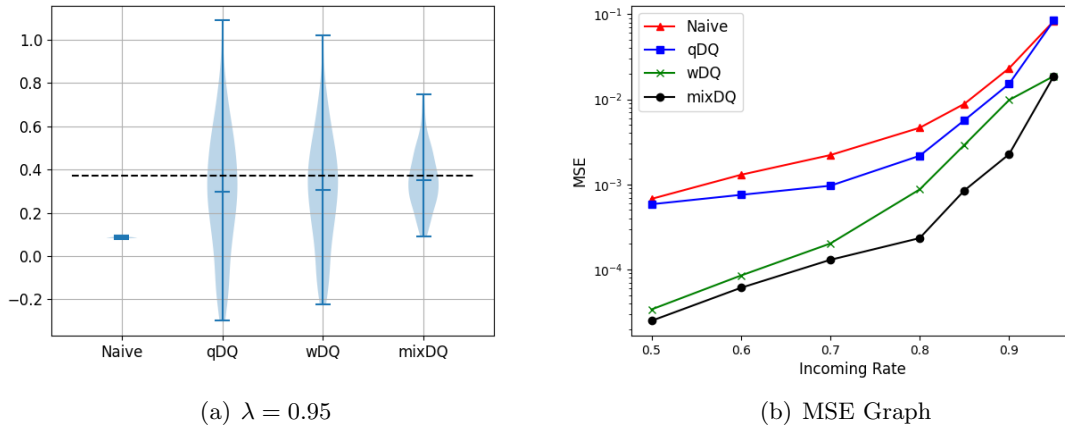 1.0
0.8
0.6
0.4
0.2
0.0
−0.2
Naive qDQ wDQ mixDQ
(a) λ = 0.95
Naive
qDQ
wDQ
mixDQ
MSE
10⁻¹
10⁻²
10⁻³
10⁻⁴
0.5 0.6 0.7 0.8 0.9
Incoming Rate
(b) MSE Graph